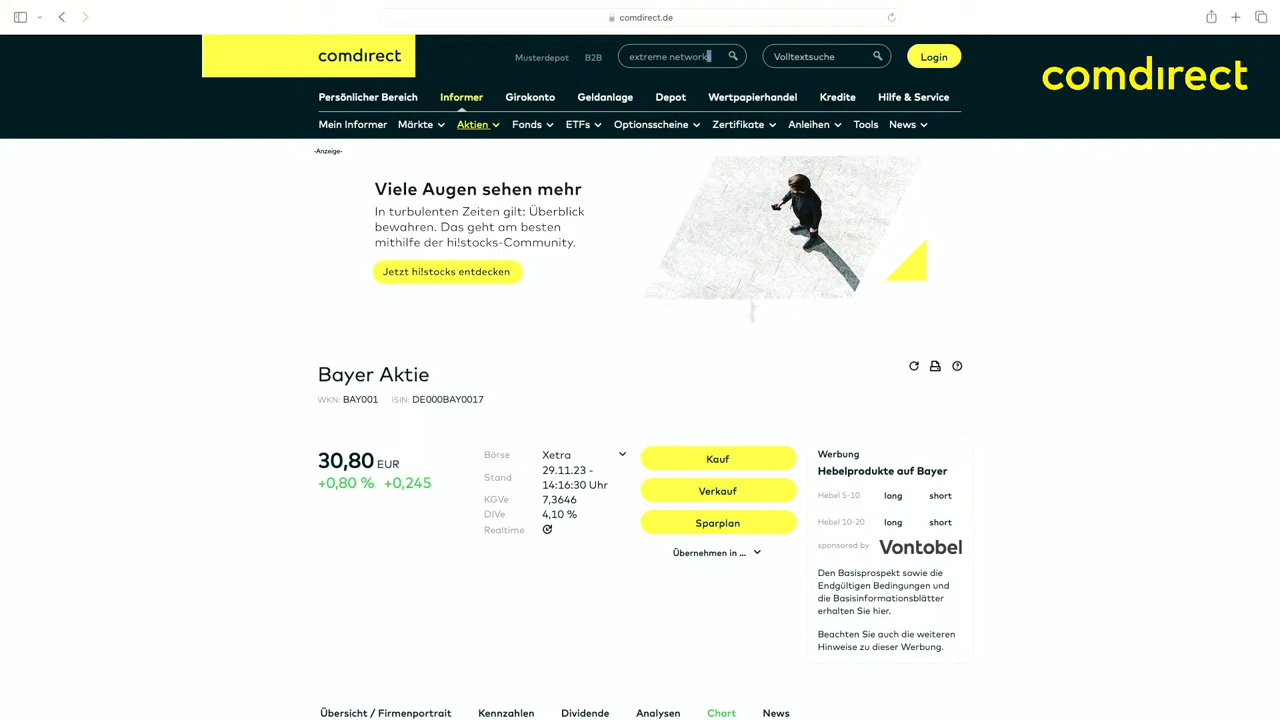 comdirect.de
comdirect
Musterdepot B2B extreme network Volltextsuche Login
comdirect
Persönlicher Bereich Informer Girokonto Geldanlage Depot Wertpapierhandel Kredite Hilfe & Service
Mein Informer Märkte Aktien Fonds ETFs Optionsscheine Zertifikate Anleihen Tools News
-Anzeige-
Viele Augen sehen mehr
In turbulenten Zeiten gilt: Überblick
bewahren. Das geht am besten
mithilfe der hi!stocks-Community.
Jetzt hi!stocks entdecken
Bayer Aktie
WKN: BAY001 ISIN: DE000BAY0017
30,80 EUR
+0,80 % +0,245
Börse Xetra
Stand 29.11.23 -
14:16:30 Uhr
KGVe 7,3646
DIVe 4,10 %
Realtime
Kauf
Verkauf
Sparplan
Übernehmen in ...
Werbung
Hebelprodukte auf Bayer
Hebel 5-10 long short
Hebel 10-20 long short
sponsored by Vontobel
Den Basisprospekt sowie die
Endgültigen Bedingungen und
die Basisinformationsblätter
erhalten Sie hier.
Beachten Sie auch die weiteren
Hinweise zu dieser Werbung.
Übersicht / Firmenportrait Kennzahlen Dividende Analysen Chart News